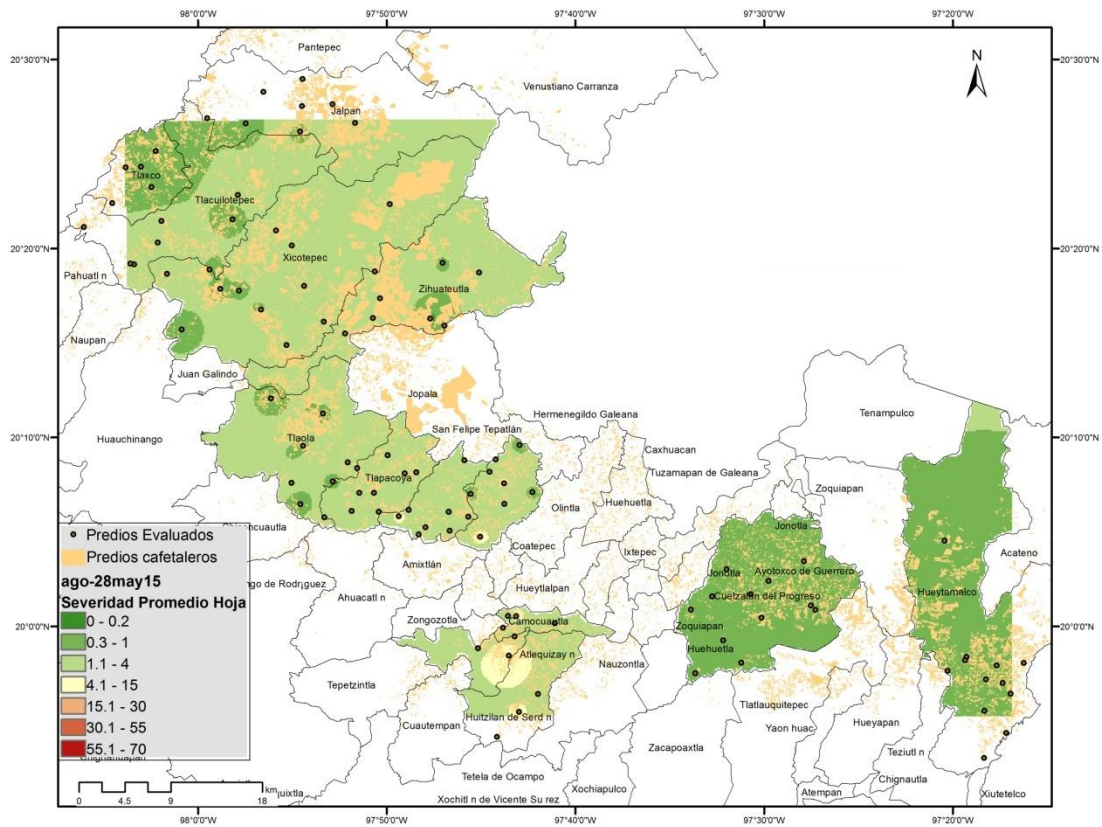 98°0'0"W 97°50'0"W 97°40'0"W 97°30'0"W 97°20'0"W
20°30'0"N
20°30'0"N
Pantepec
N
Venustiano Carranza
Jalpan
Tlaxco
Tlacuilotepec
20°20'0"N
20°20'0"N
Xicotepec
Pahuatl n
Zihuateutla
Naupan
Juan Galindo
Jopala
Hermenegildo Galeana
Tenampulco
San Felipe Tepatlán
Huauchinango
Tlaola
20°10'0"N
20°10'0"N
Caxhuacan
Tuzamapan de Galeana
Tlapacoya
Zoquiapan
Olintla
Huehuetla
Jonotla
Coatepec
Ixtepec
Acateno
Amixtlán
Hueytlalpan
Jonotla
Ayotoxco de Guerrero
Hueytamalco
Cuetzalan del Progreso
Ahuacatl n
Zongozotla
Camocuautla
Zoquiapan
20°0'0"N
20°0'0"N
Atlequizay n
Huehuetla
Nauzontla
Tepetzintla
Tlatlauquitepec
Huitzilan de Serd n
Cuautempan
Yaon huac
Hueyapan
Zacapoaxtla
Teziutl n
Tetela de Ocampo
Chignautla
Xochiapulco
Atempan
Xiutetelco
Xochitl n de Vicente Su rez
Predios Evaluados
Predios cafetaleros
ago-28may15
Severidad Promedio Hoja
0 - 0.2
0.3 - 1
1.1 - 4
4.1 - 15
15.1 - 30
30.1 - 55
55.1 - 70
km
0 4.5 9 18
98°0'0"W 97°50'0"W 97°40'0"W 97°30'0"W 97°20'0"W